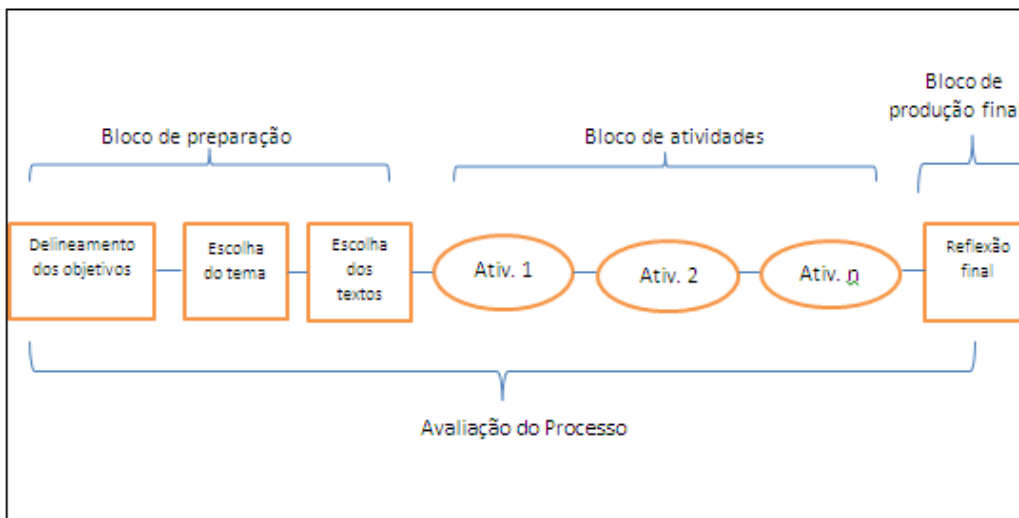 Bloco de
produção final
Bloco de preparação
Bloco de atividades
Delineamento
dos objetivos
Escolha
do tema
Escolha
dos
textos
Ativ. 1
Ativ. 2
Ativ. n
Reflexão
final
Avaliação do Processo